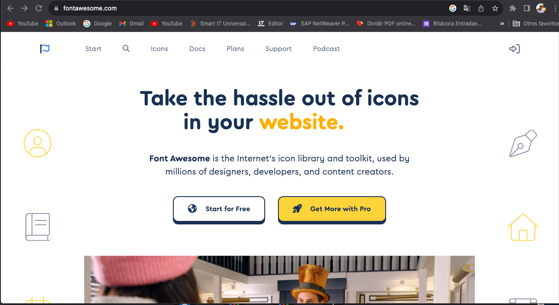 fontawesome.com
YouTube Outlook Google Gmail YouTube Smart IT Universal... Editor SAP NetWeaver P... Dividir PDF online... Bitácora Entradas... » Otros favoritos
Start Icons Docs Plans Support Podcast
Take the hassle out of icons
in your website.
Font Awesome is the Internet's icon library and toolkit, used by
millions of designers, developers, and content creators.
Start for Free Get More with Pro